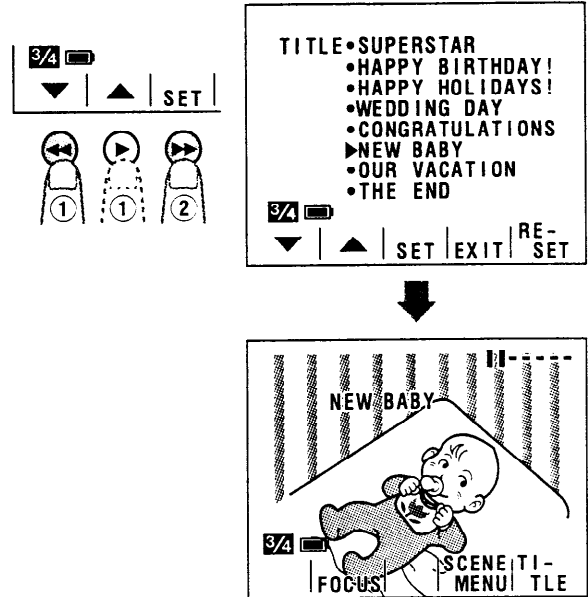 3/4
SET
1 1 2
TITLE•SUPERSTAR
•HAPPY BIRTHDAY!
•HAPPY HOLIDAYS!
•WEDDING DAY
•CONGRATULATIONS
▶NEW BABY
•OUR VACATION
•THE END
3/4
SET EXIT RE-
SET
NEW BABY
3/4
FOCUS SCENE MENU TI-
TLE